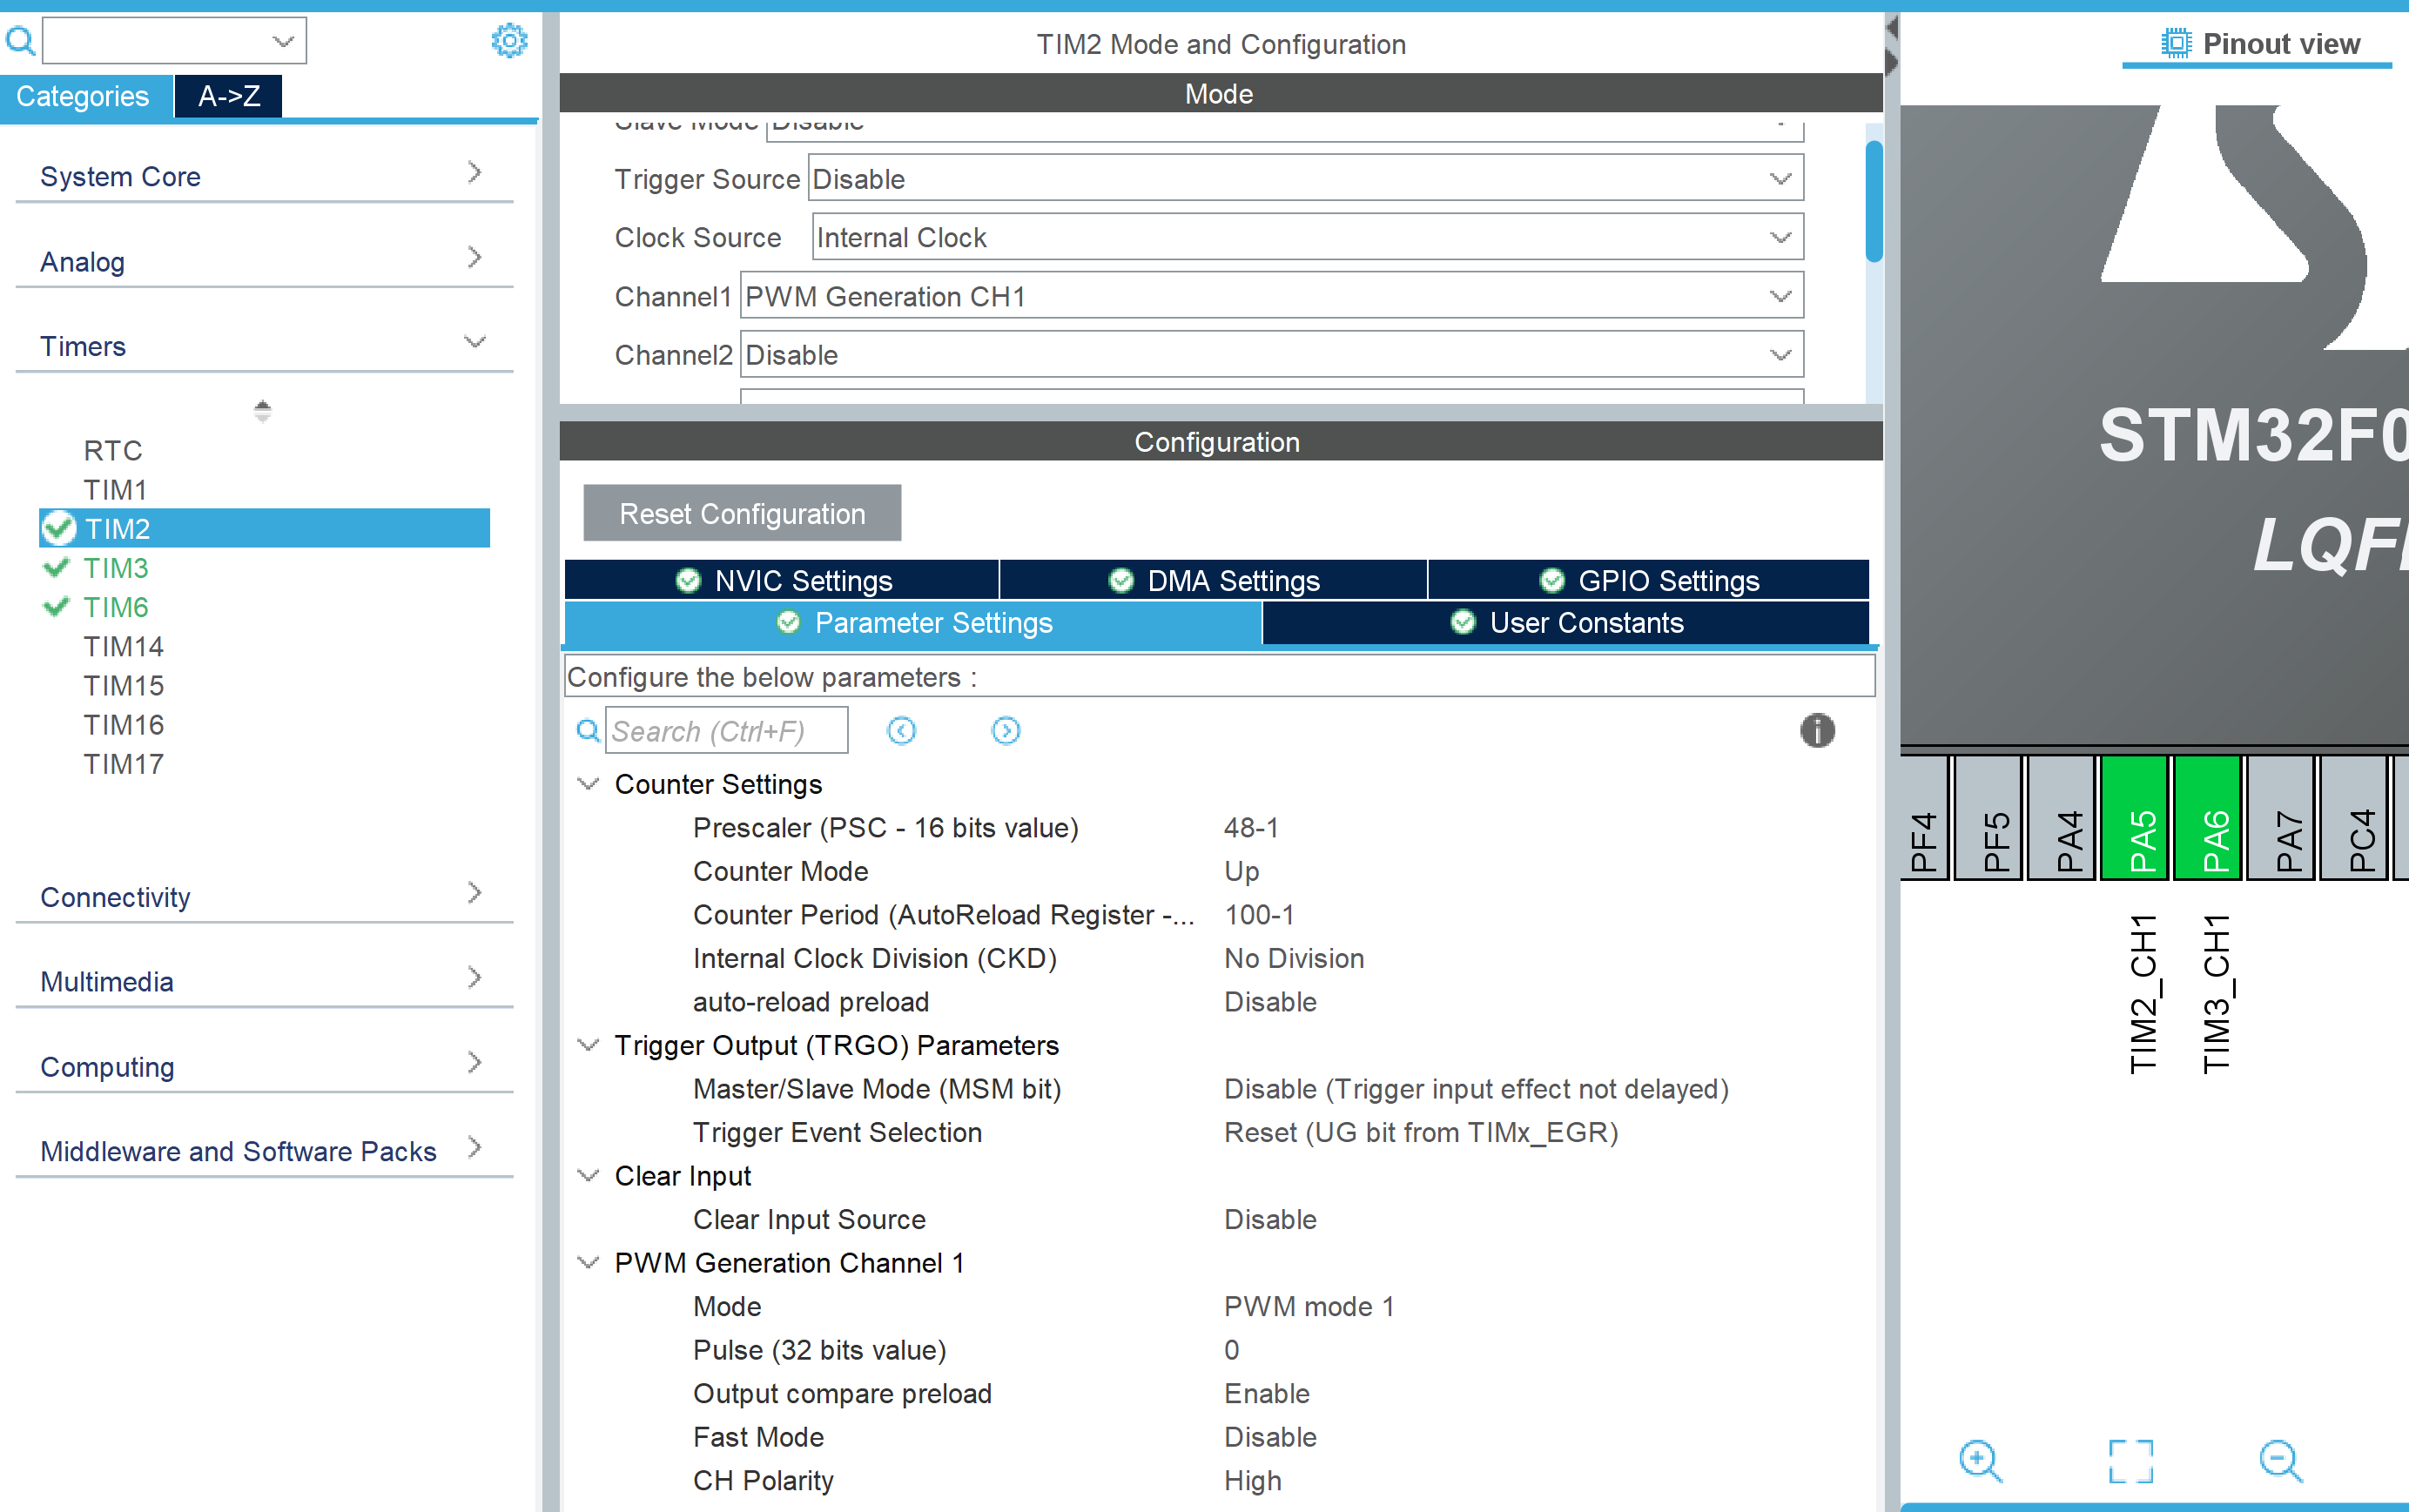 Categories
A->Z
System Core
Analog
Timers
RTC
TIM1
TIM2
TIM3
TIM6
TIM14
TIM15
TIM16
TIM17
Connectivity
Multimedia
Computing
Middleware and Software Packs
TIM2 Mode and Configuration
Mode
Slave Mode Disable
Trigger Source Disable
Clock Source Internal Clock
Channel1 PWM Generation CH1
Channel2 Disable
Configuration
Reset Configuration
NVIC Settings DMA Settings GPIO Settings
Parameter Settings User Constants
Configure the below parameters :
Search (Ctrl+F)
Counter Settings
Prescaler (PSC - 16 bits value) 48-1
Counter Mode Up
Counter Period (AutoReload Register -... 100-1
Internal Clock Division (CKD) No Division
auto-reload preload Disable
Trigger Output (TRGO) Parameters
Master/Slave Mode (MSM bit) Disable (Trigger input effect not delayed)
Trigger Event Selection Reset (UG bit from TIMx_EGR)
Clear Input
Clear Input Source Disable
PWM Generation Channel 1
Mode PWM mode 1
Pulse (32 bits value) 0
Output compare preload Enable
Fast Mode Disable
CH Polarity High
Pinout view
STM32F0
LQF
PF4
PF5
PA4
PA5
PA6
PA7
PC4
TIM2_CH1
TIM3_CH1